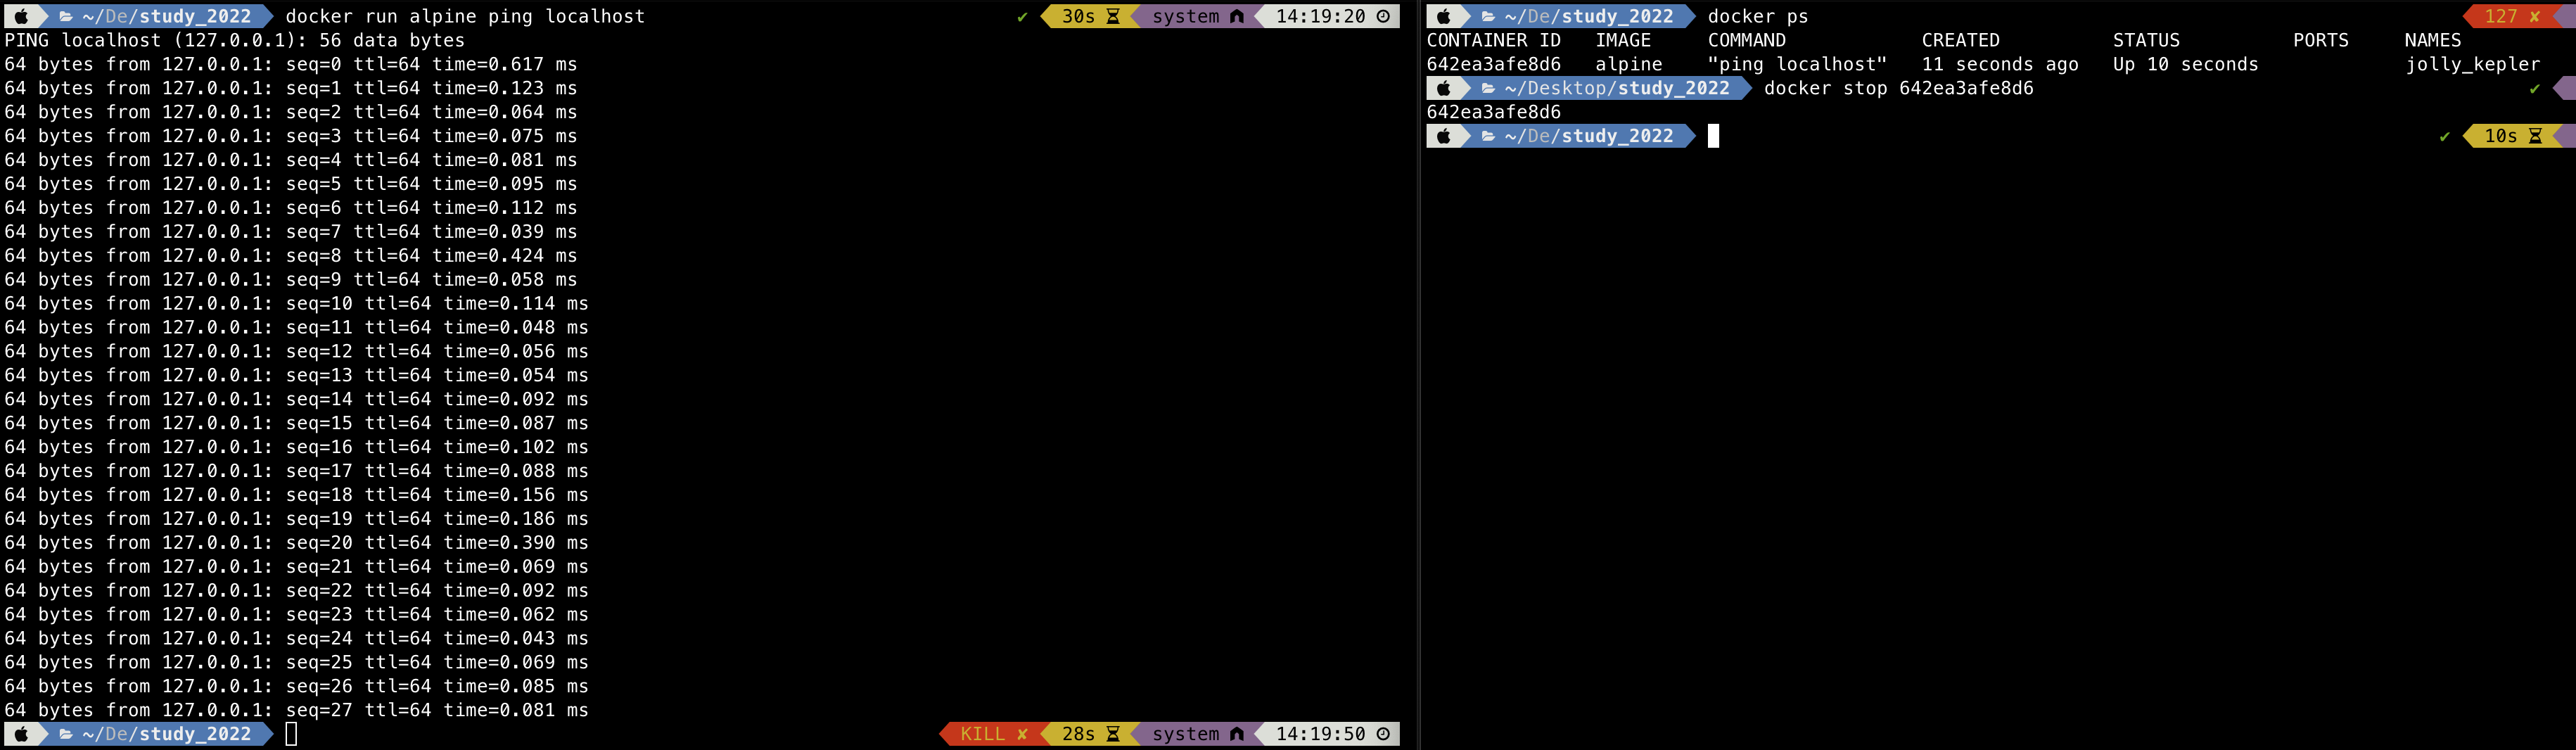 ~/De/study_2022 docker run alpine ping localhost ✔ 30s system 14:19:20
PING localhost (127.0.0.1): 56 data bytes
64 bytes from 127.0.0.1: seq=0 ttl=64 time=0.617 ms
64 bytes from 127.0.0.1: seq=1 ttl=64 time=0.123 ms
64 bytes from 127.0.0.1: seq=2 ttl=64 time=0.064 ms
64 bytes from 127.0.0.1: seq=3 ttl=64 time=0.075 ms
64 bytes from 127.0.0.1: seq=4 ttl=64 time=0.081 ms
64 bytes from 127.0.0.1: seq=5 ttl=64 time=0.095 ms
64 bytes from 127.0.0.1: seq=6 ttl=64 time=0.112 ms
64 bytes from 127.0.0.1: seq=7 ttl=64 time=0.039 ms
64 bytes from 127.0.0.1: seq=8 ttl=64 time=0.424 ms
64 bytes from 127.0.0.1: seq=9 ttl=64 time=0.058 ms
64 bytes from 127.0.0.1: seq=10 ttl=64 time=0.114 ms
64 bytes from 127.0.0.1: seq=11 ttl=64 time=0.048 ms
64 bytes from 127.0.0.1: seq=12 ttl=64 time=0.056 ms
64 bytes from 127.0.0.1: seq=13 ttl=64 time=0.054 ms
64 bytes from 127.0.0.1: seq=14 ttl=64 time=0.092 ms
64 bytes from 127.0.0.1: seq=15 ttl=64 time=0.087 ms
64 bytes from 127.0.0.1: seq=16 ttl=64 time=0.102 ms
64 bytes from 127.0.0.1: seq=17 ttl=64 time=0.088 ms
64 bytes from 127.0.0.1: seq=18 ttl=64 time=0.156 ms
64 bytes from 127.0.0.1: seq=19 ttl=64 time=0.186 ms
64 bytes from 127.0.0.1: seq=20 ttl=64 time=0.390 ms
64 bytes from 127.0.0.1: seq=21 ttl=64 time=0.069 ms
64 bytes from 127.0.0.1: seq=22 ttl=64 time=0.092 ms
64 bytes from 127.0.0.1: seq=23 ttl=64 time=0.062 ms
64 bytes from 127.0.0.1: seq=24 ttl=64 time=0.043 ms
64 bytes from 127.0.0.1: seq=25 ttl=64 time=0.069 ms
64 bytes from 127.0.0.1: seq=26 ttl=64 time=0.085 ms
64 bytes from 127.0.0.1: seq=27 ttl=64 time=0.081 ms
~/De/study_2022 KILL ✘ 28s system 14:19:50
~/De/study_2022 docker ps 127 ✘
CONTAINER ID IMAGE COMMAND CREATED STATUS PORTS NAMES
642ea3afe8d6 alpine "ping localhost" 11 seconds ago Up 10 seconds jolly_kepler
~/Desktop/study_2022 docker stop 642ea3afe8d6 ✔
642ea3afe8d6
~/De/study_2022 ✔ 10s